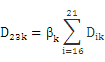 D₂₃ₖ = βₖ ∑_{i=16}^{21} Dᵢₖ